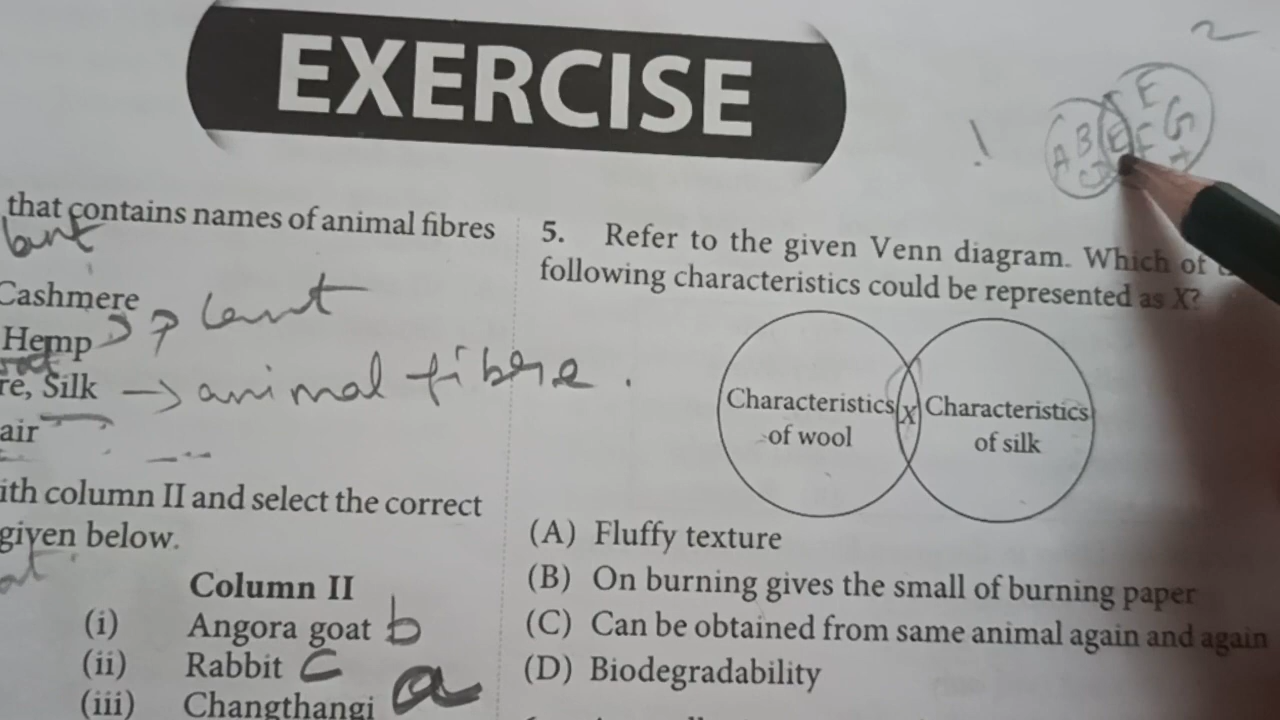 EXERCISE
2
!
A B E E F G
that contains names of animal fibres
Cashmere
Hemp
re, Silk → animal fibre.
air
ith column II and select the correct
given below.
Column II
(i) Angora goat b
(ii) Rabbit c
(iii) Changthangi a
5. Refer to the given Venn diagram. Which of
following characteristics could be represented as X?
Characteristics of wool
X
Characteristics of silk
(A) Fluffy texture
(B) On burning gives the small of burning paper
(C) Can be obtained from same animal again and again
(D) Biodegradability